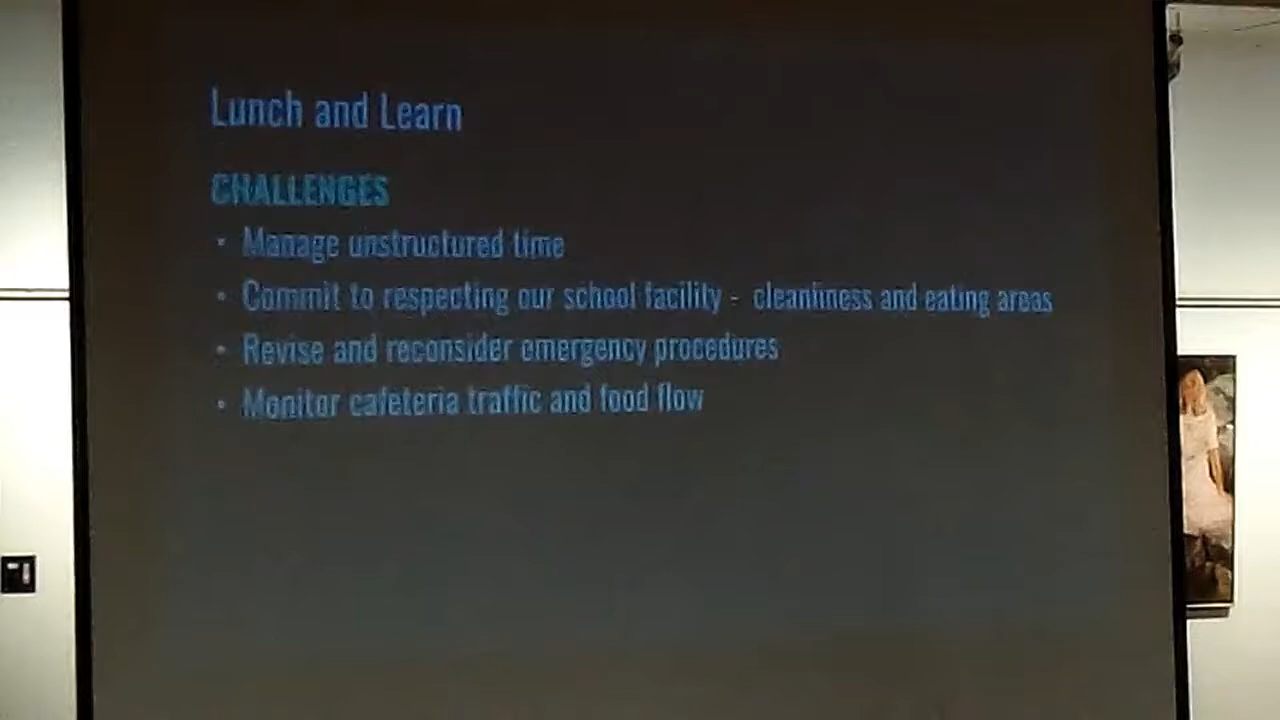 Lunch and Learn
CHALLENGES
• Manage unstructured time
• Commit to respecting our school facility - cleanliness and eating areas
• Revise and reconsider emergency procedures
• Monitor cafeteria traffic and food flow